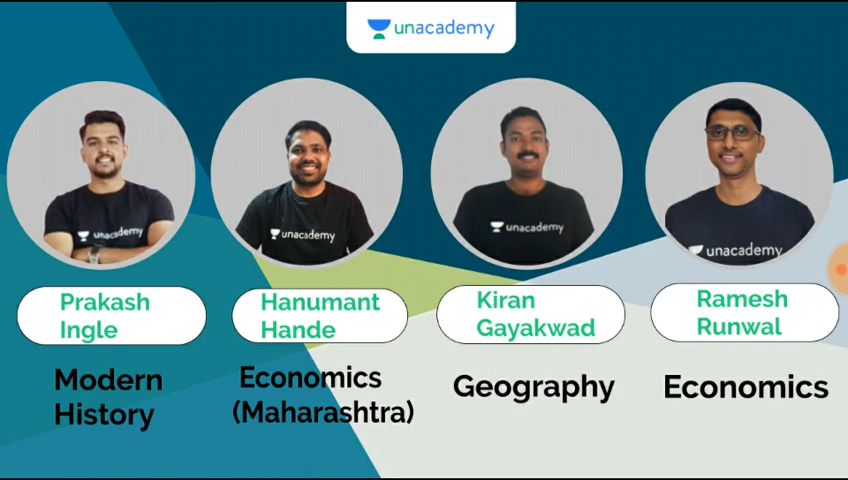 unacademy
unacademy
unacademy
unacademy
unacademy
Prakash
Ingle
Hanumant
Hande
Kiran
Gayakwad
Ramesh
Runwal
Modern
History
Economics
(Maharashtra)
Geography
Economics